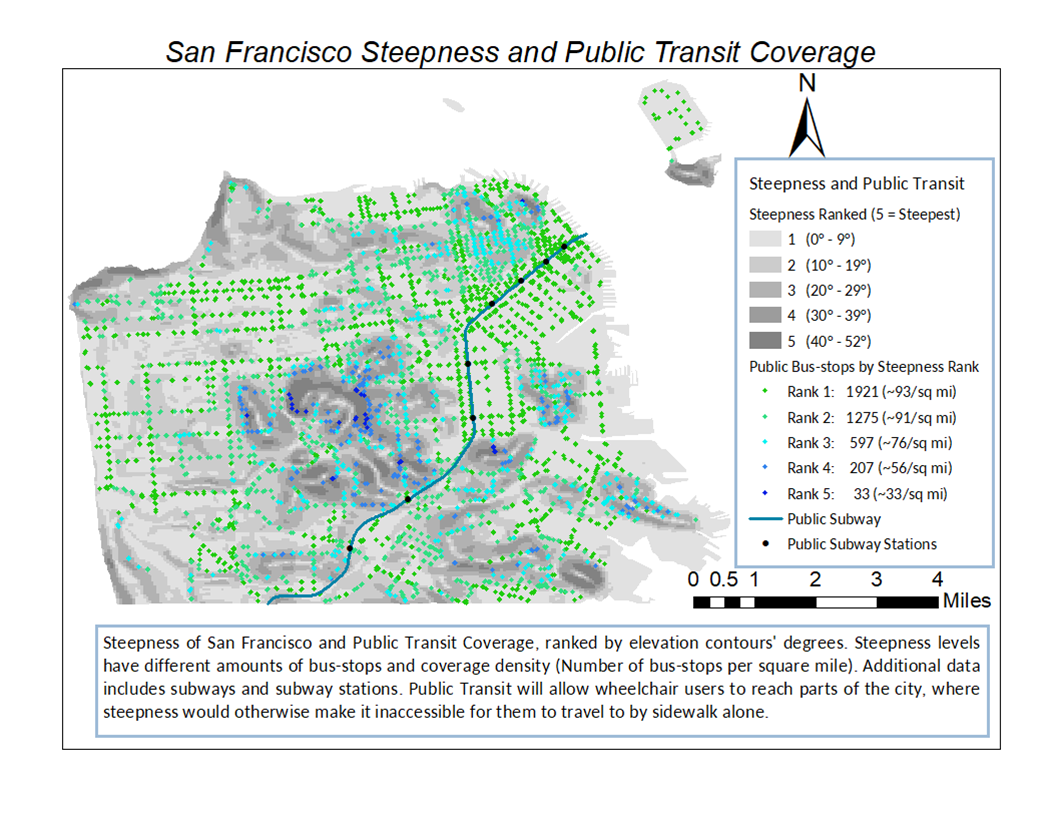 San Francisco Steepness and Public Transit Coverage
N
Steepness and Public Transit
Steepness Ranked (5 = Steepest)
1 (0° - 9°)
2 (10° - 19°)
3 (20° - 29°)
4 (30° - 39°)
5 (40° - 52°)
Public Bus-stops by Steepness Rank
Rank 1: 1921 (~93/sq mi)
Rank 2: 1275 (~91/sq mi)
Rank 3: 597 (~76/sq mi)
Rank 4: 207 (~56/sq mi)
Rank 5: 33 (~33/sq mi)
Public Subway
Public Subway Stations
0 0.5 1 2 3 4
Miles
Steepness of San Francisco and Public Transit Coverage, ranked by elevation contours' degrees. Steepness levels
have different amounts of bus-stops and coverage density (Number of bus-stops per square mile). Additional data
includes subways and subway stations. Public Transit will allow wheelchair users to reach parts of the city, where
steepness would otherwise make it inaccessible for them to travel to by sidewalk alone.